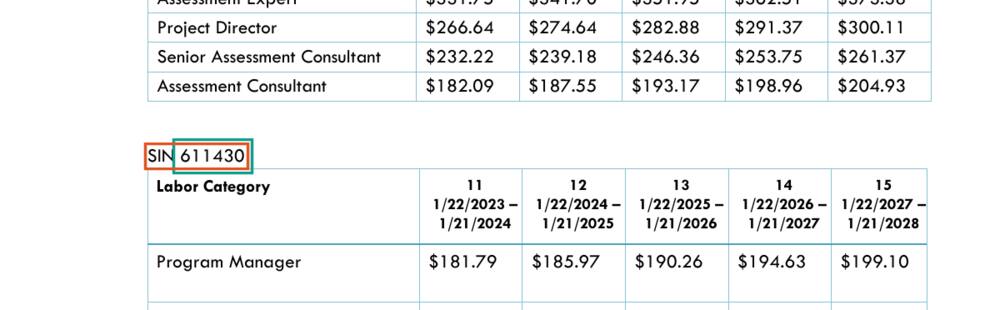 Project Director $266.64 $274.64 $282.88 $291.37 $300.11
Senior Assessment Consultant $232.22 $239.18 $246.36 $253.75 $261.37
Assessment Consultant $182.09 $187.55 $193.17 $198.96 $204.93
SIN 611430
Labor Category 11 12 13 14 15
1/22/2023 – 1/22/2024 – 1/22/2025 – 1/22/2026 – 1/22/2027 –
1/21/2024 1/21/2025 1/21/2026 1/21/2027 1/21/2028
Program Manager $181.79 $185.97 $190.26 $194.63 $199.10